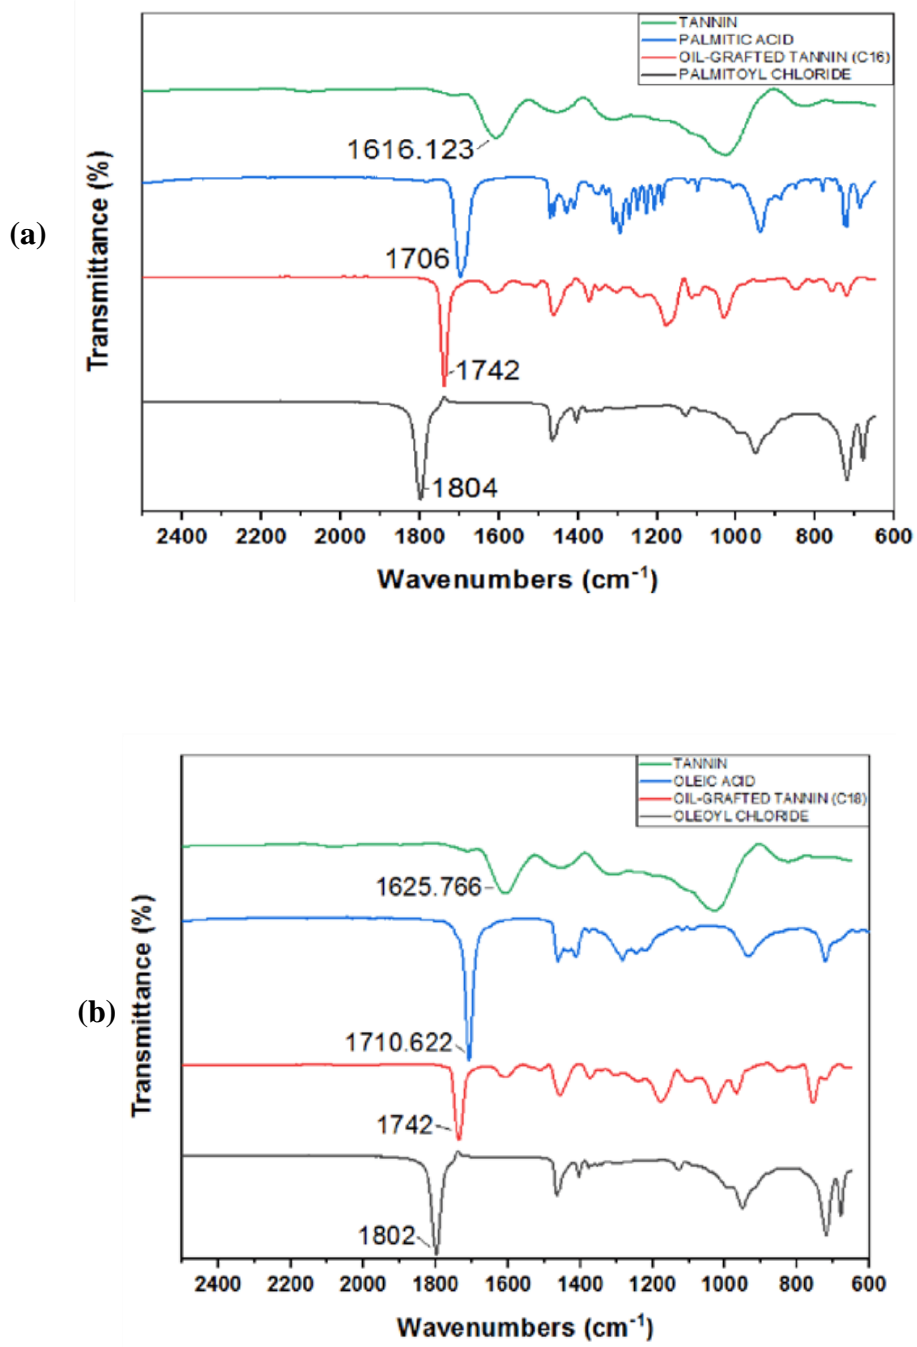 TANNIN
PALMITIC ACID
OIL-GRAFTED TANNIN (C16)
PALMITOYL CHLORIDE
1616.123
(a)
1706
1742
1804
Transmittance (%)
2400 2200 2000 1800 1600 1400 1200 1000 800 600
Wavenumbers (cm⁻¹)
TANNIN
OLEIC ACID
OIL-GRAFTED TANNIN (C18)
OLEOYL CHLORIDE
1625.766
(b)
1710.622
1742
1802
Transmittance (%)
2400 2200 2000 1800 1600 1400 1200 1000 800 600
Wavenumbers (cm⁻¹)